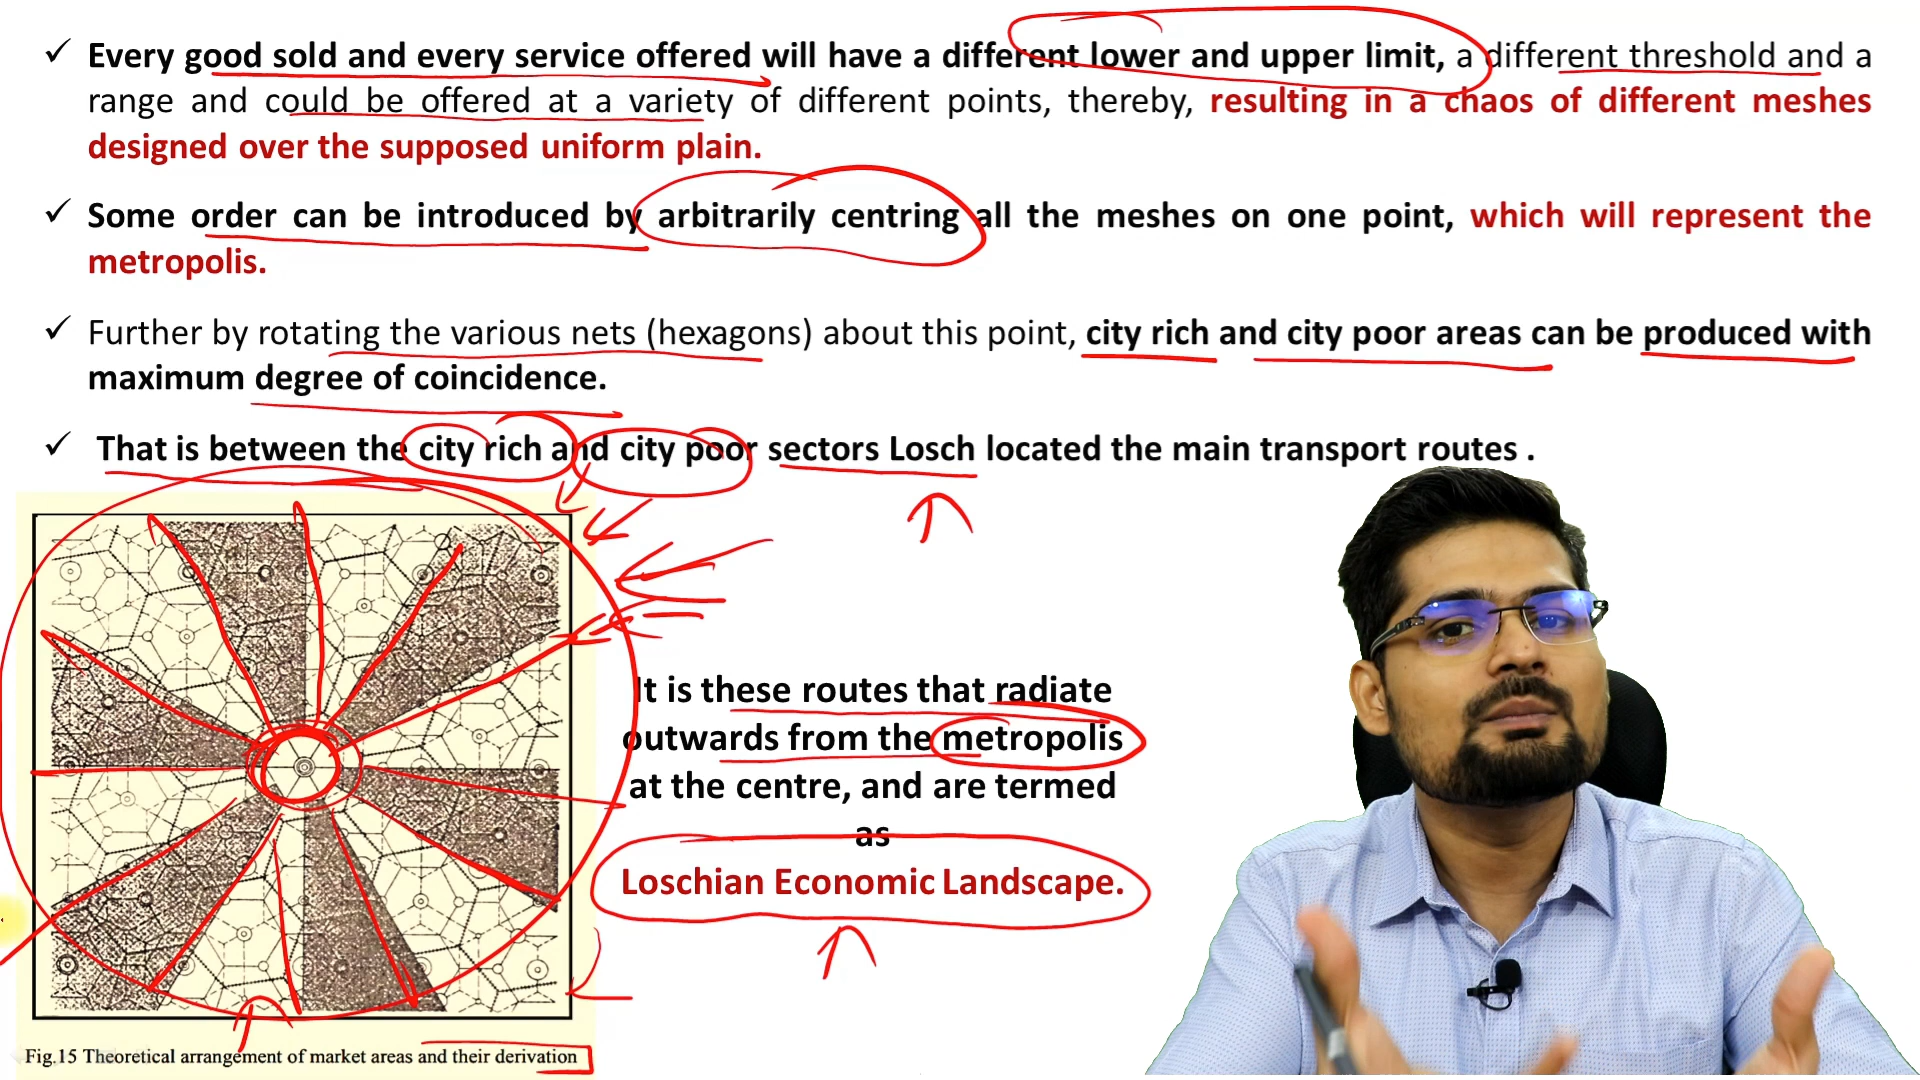 ✓ Every good sold and every service offered will have a different lower and upper limit, a different threshold and a
range and could be offered at a variety of different points, thereby, resulting in a chaos of different meshes
designed over the supposed uniform plain.
✓ Some order can be introduced by arbitrarily centring all the meshes on one point, which will represent the
metropolis.
✓ Further by rotating the various nets (hexagons) about this point, city rich and city poor areas can be produced with
maximum degree of coincidence.
✓ That is between the city rich and city poor sectors Losch located the main transport routes .
It is these routes that radiate
outwards from the metropolis
at the centre, and are termed
as
Loschian Economic Landscape.
Fig.15 Theoretical arrangement of market areas and their derivation